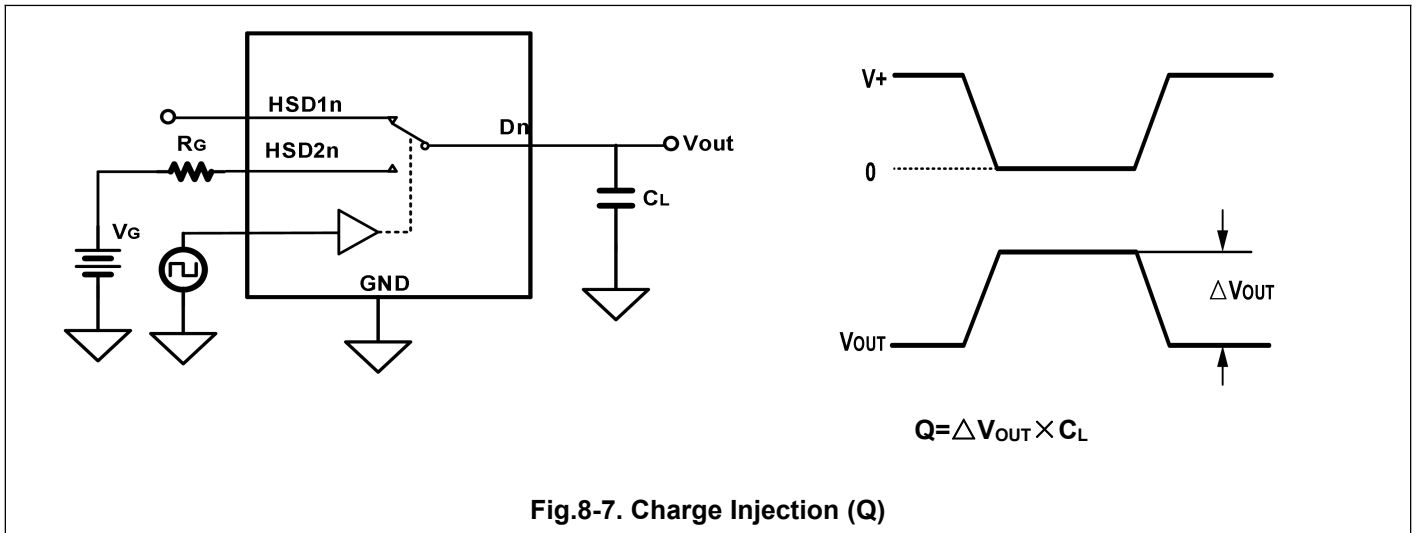 HSD1n
Dn
Vout
RG
HSD2n
CL
VG
GND
V+
0
△VOUT
VOUT
Q=△VOUT×CL
Fig.8-7. Charge Injection (Q)